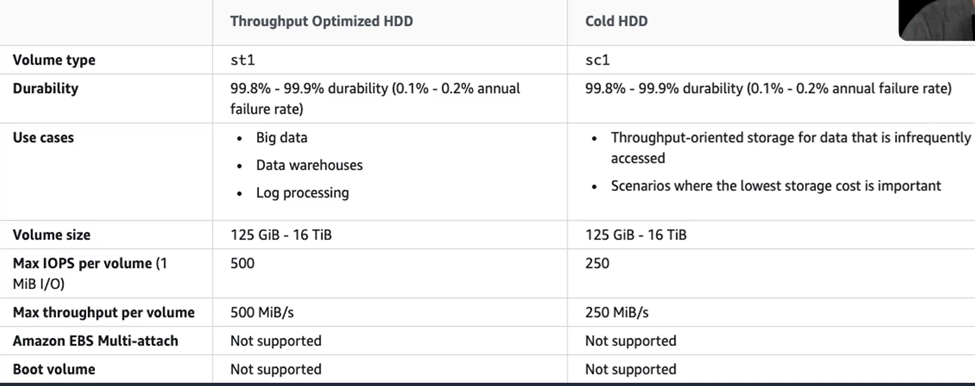 Throughput Optimized HDD Cold HDD
Volume type st1 sc1
Durability 99.8% - 99.9% durability (0.1% - 0.2% annual failure rate) 99.8% - 99.9% durability (0.1% - 0.2% annual failure rate)
Use cases
• Big data
• Data warehouses
• Log processing
• Throughput-oriented storage for data that is infrequently
accessed
• Scenarios where the lowest storage cost is important
Volume size 125 GiB - 16 TiB 125 GiB - 16 TiB
Max IOPS per volume (1 MiB I/O) 500 250
Max throughput per volume 500 MiB/s 250 MiB/s
Amazon EBS Multi-attach Not supported Not supported
Boot volume Not supported Not supported